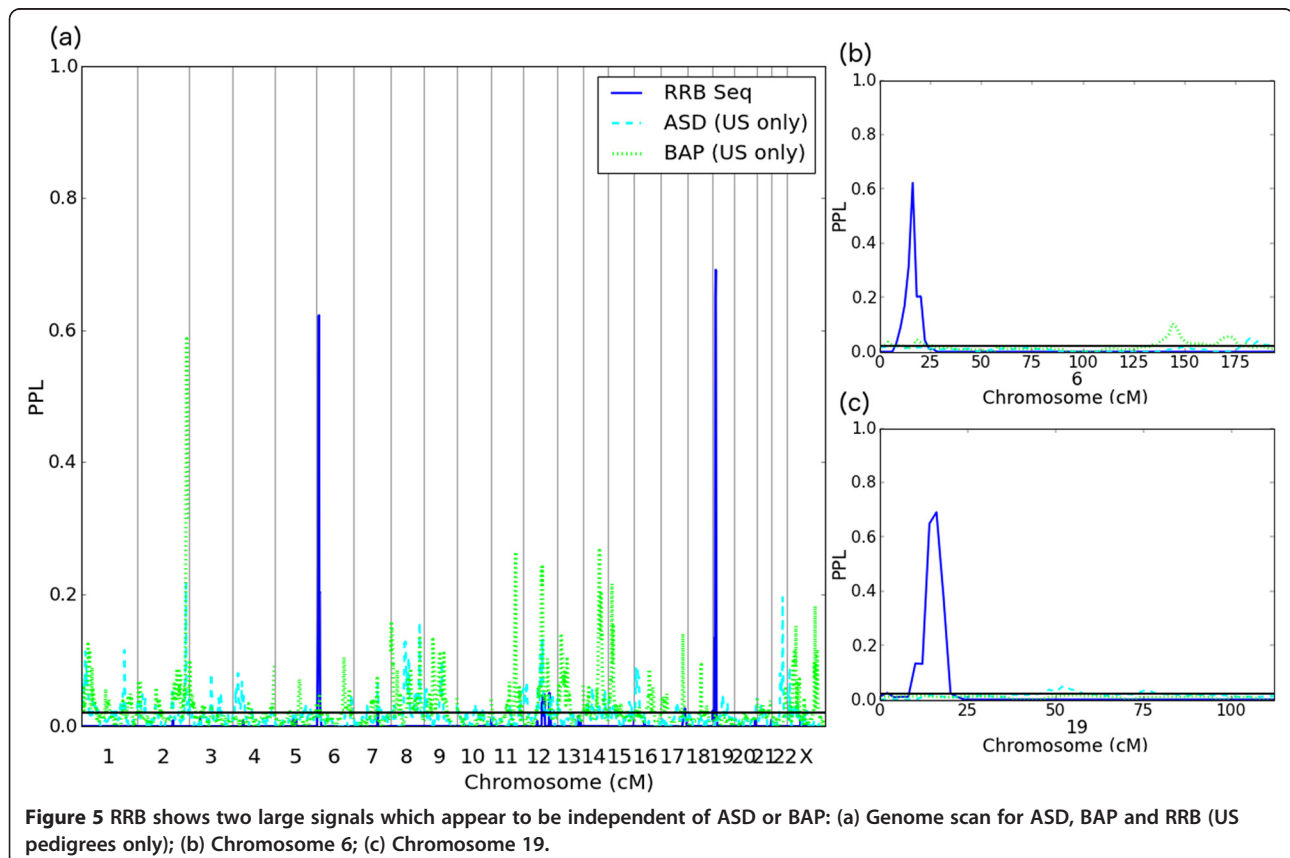 (a)
1.0
0.8
0.6
0.4
0.2
0.0
PPL
RRB Seq
ASD (US only)
BAP (US only)
1 2 3 4 5 6 7 8 9 10 11 12 13 14 15 16 17 18 19 20 21 22 X
Chromosome (cM)
(b)
1.0
0.8
0.6
0.4
0.2
0.0
PPL
0 25 50 75 100 125 150 175
6
Chromosome (cM)
(c)
1.0
0.8
0.6
0.4
0.2
0.0
PPL
0 25 50 75 100
19
Chromosome (cM)
Figure 5 RRB shows two large signals which appear to be independent of ASD or BAP: (a) Genome scan for ASD, BAP and RRB (US
pedigrees only); (b) Chromosome 6; (c) Chromosome 19.